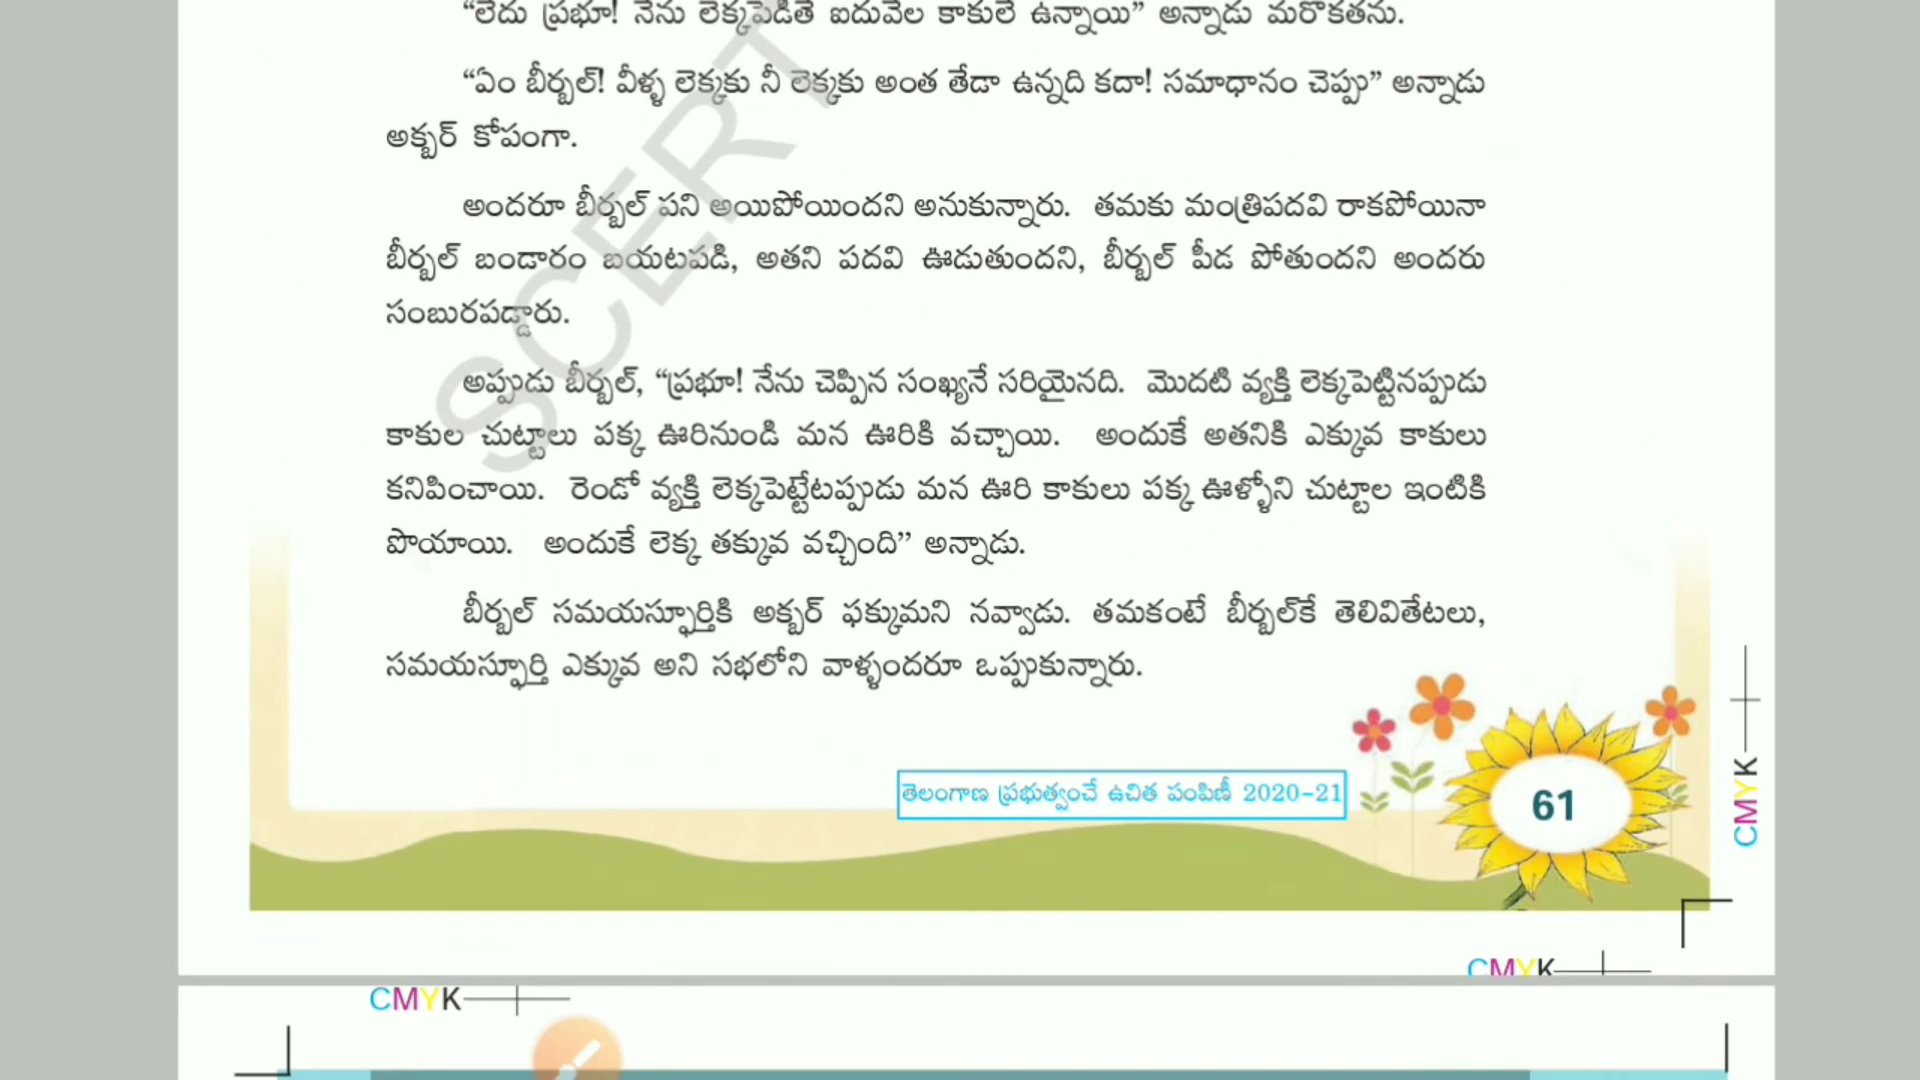 “లేదు ప్రభూ! నేను లెక్కపెడితే ఐదువేల కాకులే ఉన్నాయి” అన్నాడు మరొకతను.
“ఏం బీర్బల్! వీళ్ళ లెక్కకు నీ లెక్కకు అంత తేడా ఉన్నది కదా! సమాధానం చెప్పు” అన్నాడు
అక్బర్ కోపంగా.
అందరూ బీర్బల్ పని అయిపోయిందని అనుకున్నారు. తమకు మంత్రిపదవి రాకపోయినా
బీర్బల్ బండారం బయటపడి, అతని పదవి ఊడుతుందని, బీర్బల్ పీడ పోతుందని అందరు
సంబురపడ్డారు.
అప్పుడు బీర్బల్, “ప్రభూ! నేను చెప్పిన సంఖ్యనే సరియైనది. మొదటి వ్యక్తి లెక్కపెట్టినప్పుడు
కాకుల చుట్టాలు పక్క ఊరినుండి మన ఊరికి వచ్చాయి. అందుకే అతనికి ఎక్కువ కాకులు
కనిపించాయి. రెండో వ్యక్తి లెక్కపెట్టేటప్పుడు మన ఊరి కాకులు పక్క ఊళ్ళోని చుట్టాల ఇంటికి
పొయాయి. అందుకే లెక్క తక్కువ వచ్చింది” అన్నాడు.
బీర్బల్ సమయస్ఫూర్తికి అక్బర్ ఫక్కుమని నవ్వాడు. తమకంటే బీర్బల్‌కే తెలివితేటలు,
సమయస్ఫూర్తి ఎక్కువ అని సభలోని వాళ్ళందరూ ఒప్పుకున్నారు.
SCERT
తెలంగాణ ప్రభుత్వంచే ఉచిత పంపిణీ 2020-21
61
CMYK
CMYK
CMYK